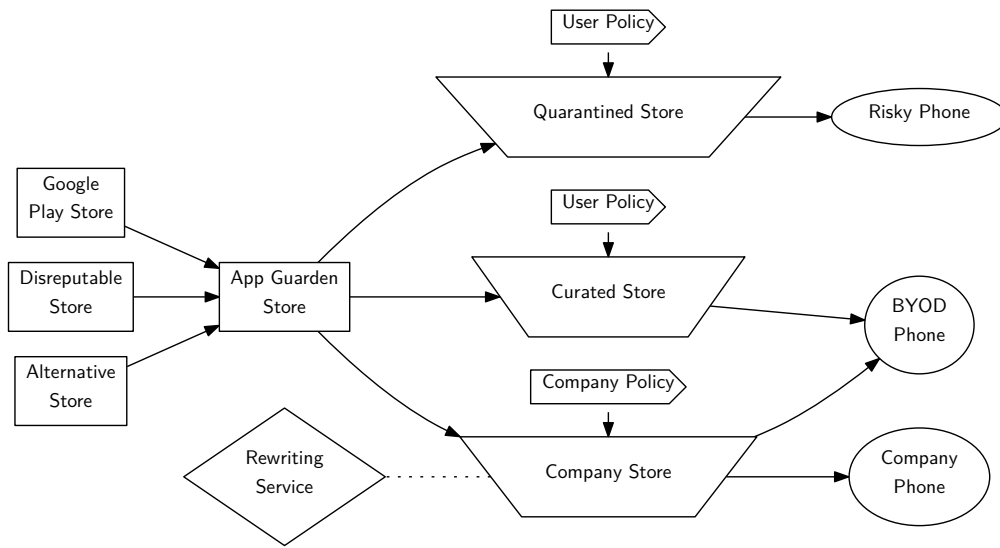 User Policy
Quarantined Store
Risky Phone
Google
Play Store
User Policy
Disreputable
Store
App Guarden
Store
Curated Store
BYOD
Phone
Alternative
Store
Company Policy
Rewriting
Service
Company Store
Company
Phone